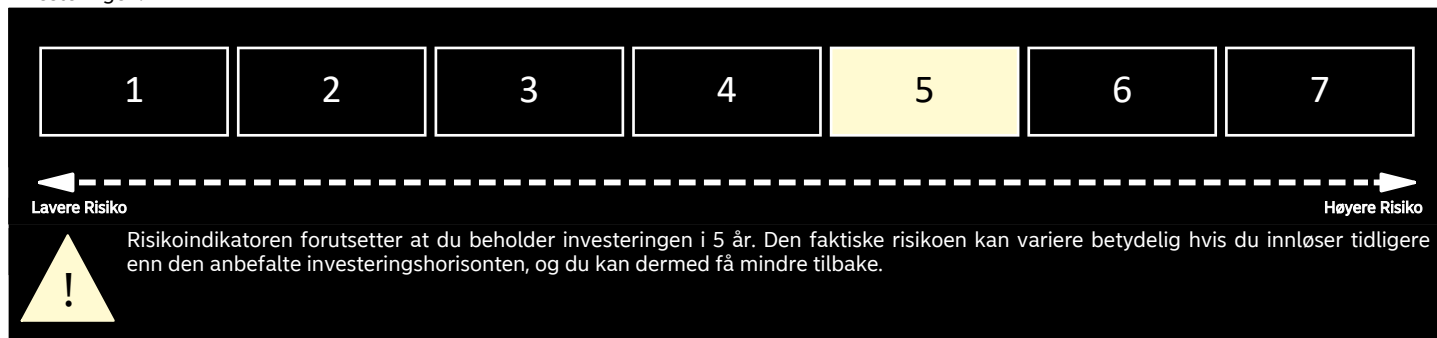 1 2 3 4 5 6 7
Lavere Risiko Høyere Risiko
Risikoindikatoren forutsetter at du beholder investeringen i 5 år. Den faktiske risikoen kan variere betydelig hvis du innløser tidligere
enn den anbefalte investeringshorisonten, og du kan dermed få mindre tilbake.
!